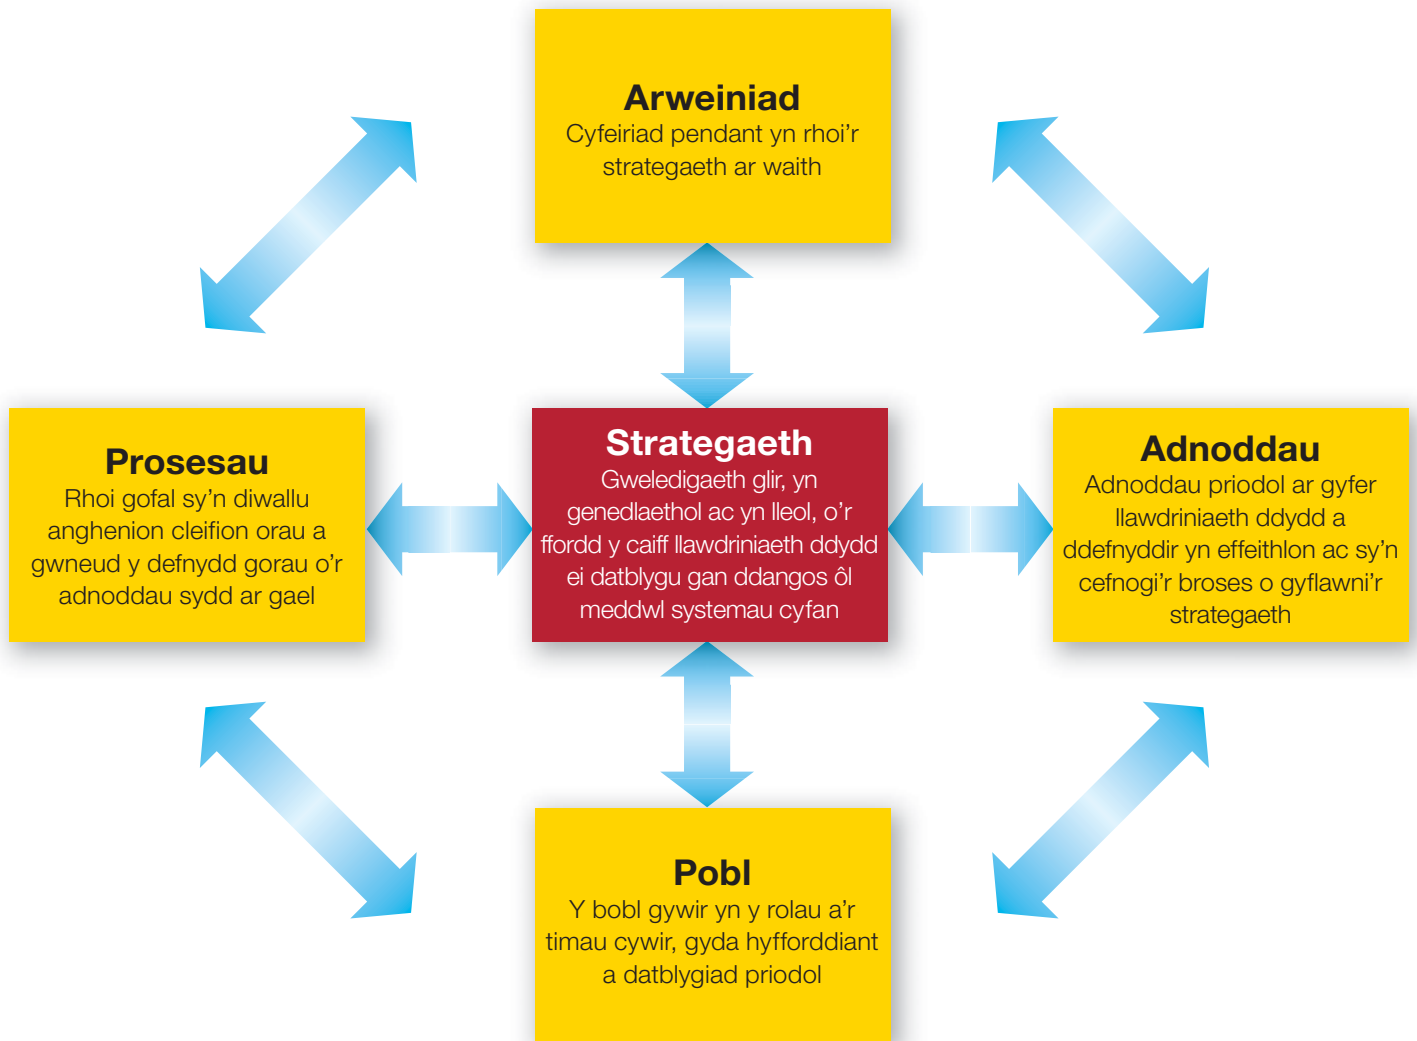 Arweiniad
Cyfeiriad pendant yn rhoi’r
strategaeth ar waith
Prosesau
Rhoi gofal sy’n diwallu
anghenion cleifion orau a
gwneud y defnydd gorau o’r
adnoddau sydd ar gael
Strategaeth
Gweledigaeth glir, yn
genedlaethol ac yn lleol, o’r
ffordd y caiff llawdriniaeth ddydd
ei datblygu gan ddangos ôl
meddwl systemau cyfan
Adnoddau
Adnoddau priodol ar gyfer
llawdriniaeth ddydd a
ddefnyddir yn effeithlon ac sy’n
cefnogi’r broses o gyflawni’r
strategaeth
Pobl
Y bobl gywir yn y rolau a’r
timau cywir, gyda hyfforddiant
a datblygiad priodol